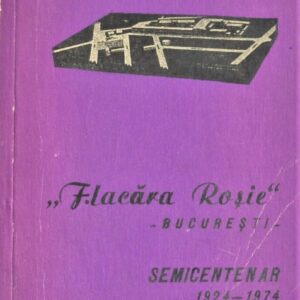 „Flacăra Roșie“
- BUCUREȘTI -
SEMICENTENAR
1924-1974